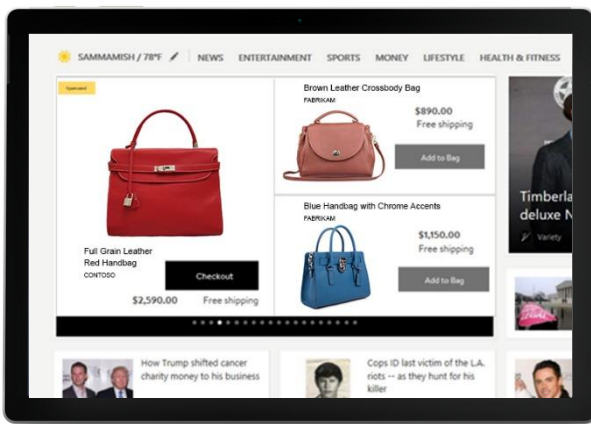 SAMMAMISH / 78°F
NEWS ENTERTAINMENT SPORTS MONEY LIFESTYLE HEALTH & FITNESS
Sponsored
Full Grain Leather
Red Handbag
CONTOSO
Checkout
$2,590.00 Free shipping
Brown Leather Crossbody Bag
FABRIKAM
$890.00
Free shipping
Add to Bag
Blue Handbag with Chrome Accents
FABRIKAM
$1,150.00
Free shipping
Add to Bag
Timberla
deluxe N
Variety
How Trump shifted cancer
charity money to his business
Cops ID last victim of the L.A.
riots -- as they hunt for his
killer